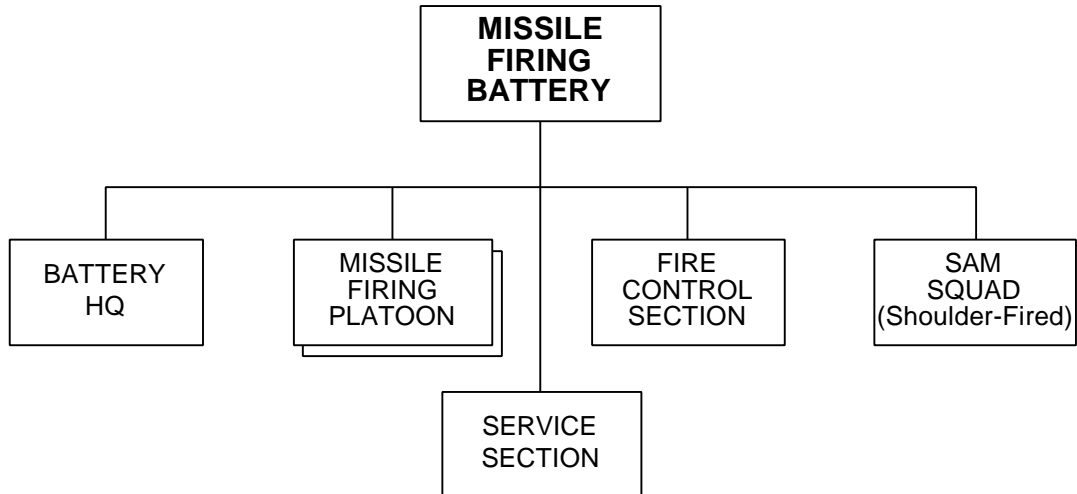 MISSILE
FIRING
BATTERY
BATTERY
HQ
MISSILE
FIRING
PLATOON
FIRE
CONTROL
SECTION
SAM
SQUAD
(Shoulder-Fired)
SERVICE
SECTION